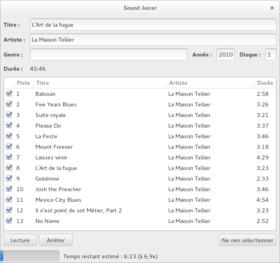 Sound Juicer
Titre : L'Art de la fugue
Artiste : La Maison Tellier
Genre : Année : 2010 Disque : 1
Durée : 45:46
Piste Titre Artiste Durée
1 Babouin La Maison Tellier 2:58
2 Five Years Blues La Maison Tellier 3:26
3 Suite royale La Maison Tellier 3:21
4 Please Do La Maison Tellier 3:37
5 La Peste La Maison Tellier 3:46
6 Mount Forever La Maison Tellier 3:18
7 Laissez venir La Maison Tellier 4:29
8 L'Art de la fugue La Maison Tellier 3:23
9 Goldmine La Maison Tellier 2:33
10 Josh the Preacher La Maison Tellier 3:46
11 Mexico City Blues La Maison Tellier 4:54
12 Il n'est point de sot Métier, Part 2 La Maison Tellier 3:23
13 No Name La Maison Tellier 2:52
Lecture Arrêter Ne rien sélectionner
Temps restant estimé : 6:23 (à 6,9x)